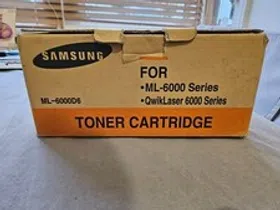 SAMSUNG
FOR
•ML-6000 Series
•QwikLaser 6000 Series
ML-6000D6
TONER CARTRIDGE